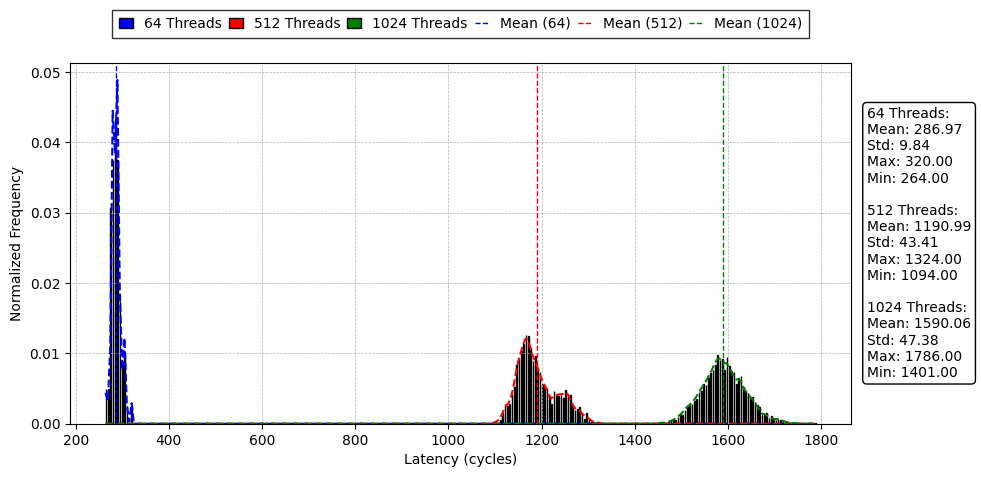 64 Threads 512 Threads 1024 Threads Mean (64) Mean (512) Mean (1024)
0.05
0.04
0.03
0.02
0.01
0.00
Normalized Frequency
200 400 600 800 1000 1200 1400 1600 1800
Latency (cycles)
64 Threads:
Mean: 286.97
Std: 9.84
Max: 320.00
Min: 264.00
512 Threads:
Mean: 1190.99
Std: 43.41
Max: 1324.00
Min: 1094.00
1024 Threads:
Mean: 1590.06
Std: 47.38
Max: 1786.00
Min: 1401.00